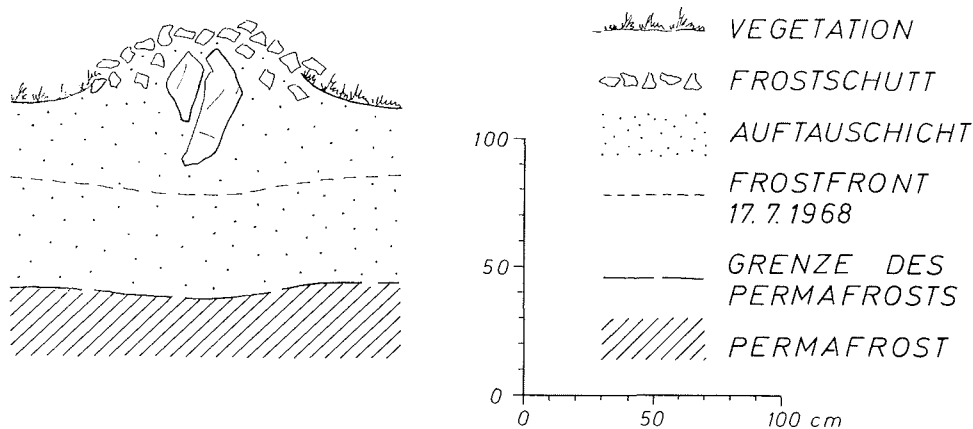 VEGETATION
FROSTSCHUTT
AUFTAUSCHICHT
FROSTFRONT
17.7.1968
GRENZE DES
PERMAFROSTS
PERMAFROST
100
50
0
0 50 100 cm